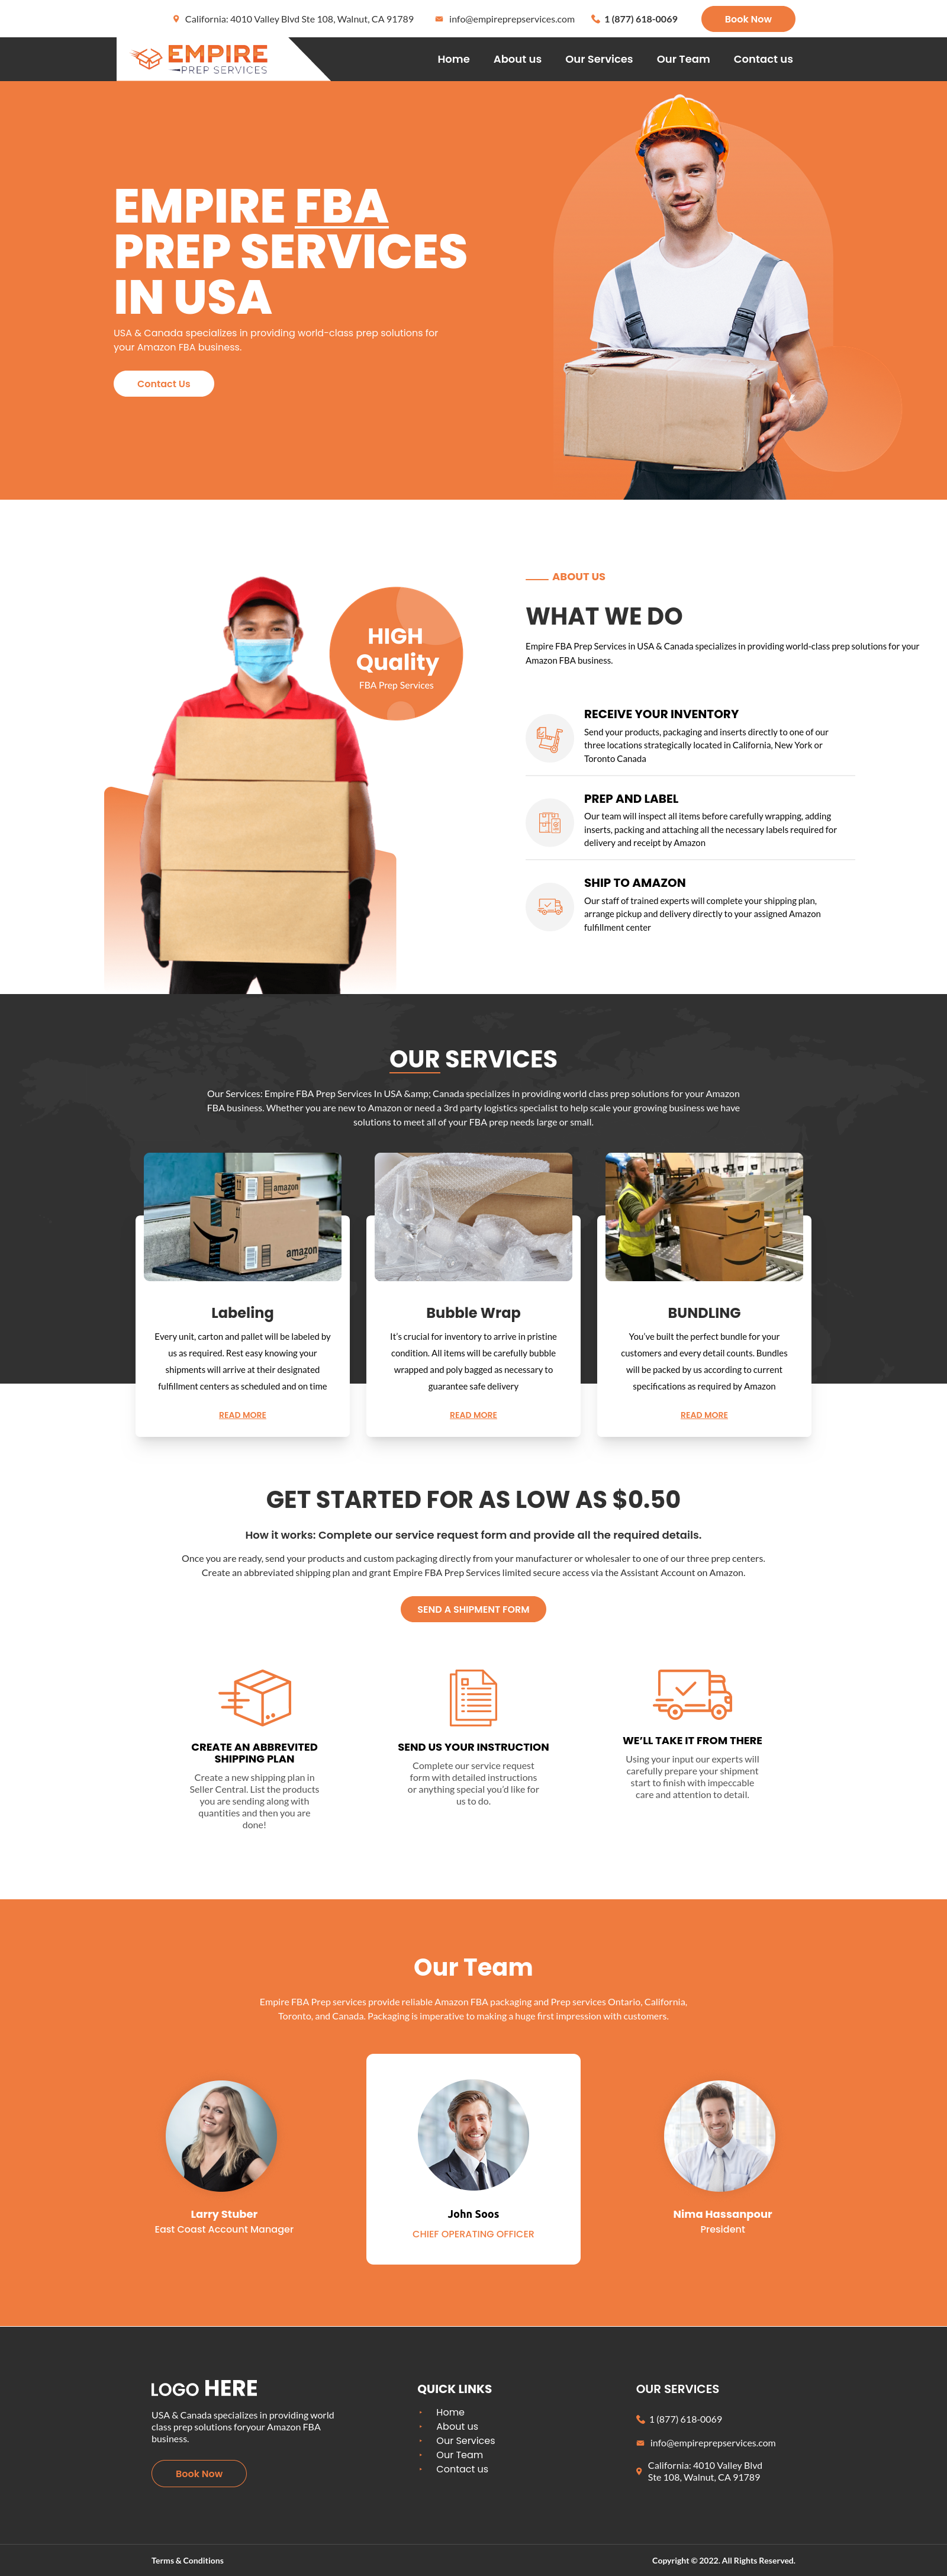 California: 4010 Valley Blvd Ste 108, Walnut, CA 91789
info@empireprepservices.com
1 (877) 618-0069
Book Now
EMPIRE
PREP SERVICES
Home
About us
Our Services
Our Team
Contact us
EMPIRE FBA
PREP SERVICES
IN USA
USA & Canada specializes in providing world-class prep solutions for
your Amazon FBA business.
Contact Us
HIGH
Quality
FBA Prep Services
ABOUT US
WHAT WE DO
Empire FBA Prep Services in USA & Canada specializes in providing world-class prep solutions for your
Amazon FBA business.
RECEIVE YOUR INVENTORY
Send your products, packaging and inserts directly to one of our
three locations strategically located in California, New York or
Toronto Canada
PREP AND LABEL
Our team will inspect all items before carefully wrapping, adding
inserts, packing and attaching all the necessary labels required for
delivery and receipt by Amazon
SHIP TO AMAZON
Our staff of trained experts will complete your shipping plan,
arrange pickup and delivery directly to your assigned Amazon
fulfillment center
OUR SERVICES
Our Services: Empire FBA Prep Services In USA &amp; Canada specializes in providing world class prep solutions for your Amazon
FBA business. Whether you are new to Amazon or need a 3rd party logistics specialist to help scale your growing business we have
solutions to meet all of your FBA prep needs large or small.
amazon
amazon
Labeling
Every unit, carton and pallet will be labeled by
us as required. Rest easy knowing your
shipments will arrive at their designated
fulfillment centers as scheduled and on time
READ MORE
Bubble Wrap
It's crucial for inventory to arrive in pristine
condition. All items will be carefully bubble
wrapped and poly bagged as necessary to
guarantee safe delivery
READ MORE
BUNDLING
You've built the perfect bundle for your
customers and every detail counts. Bundles
will be packed by us according to current
specifications as required by Amazon
READ MORE
GET STARTED FOR AS LOW AS $0.50
How it works: Complete our service request form and provide all the required details.
Once you are ready, send your products and custom packaging directly from your manufacturer or wholesaler to one of our three prep centers.
Create an abbreviated shipping plan and grant Empire FBA Prep Services limited secure access via the Assistant Account on Amazon.
SEND A SHIPMENT FORM
CREATE AN ABBREVITED
SHIPPING PLAN
Create a new shipping plan in
Seller Central. List the products
you are sending along with
quantities and then you are
done!
SEND US YOUR INSTRUCTION
Complete our service request
form with detailed instructions
or anything special you'd like for
us to do.
WE'LL TAKE IT FROM THERE
Using your input our experts will
carefully prepare your shipment
start to finish with impeccable
care and attention to detail.
Our Team
Empire FBA Prep services provide reliable Amazon FBA packaging and Prep services Ontario, California,
Toronto, and Canada. Packaging is imperative to making a huge first impression with customers.
Larry Stuber
East Coast Account Manager
John Soos
CHIEF OPERATING OFFICER
Nima Hassanpour
President
LOGO HERE
USA & Canada specializes in providing world
class prep solutions foryour Amazon FBA
business.
Book Now
QUICK LINKS
Home
About us
Our Services
Our Team
Contact us
OUR SERVICES
1 (877) 618-0069
info@empireprepservices.com
California: 4010 Valley Blvd
Ste 108, Walnut, CA 91789
Terms & Conditions
Copyright © 2022. All Rights Reserved.